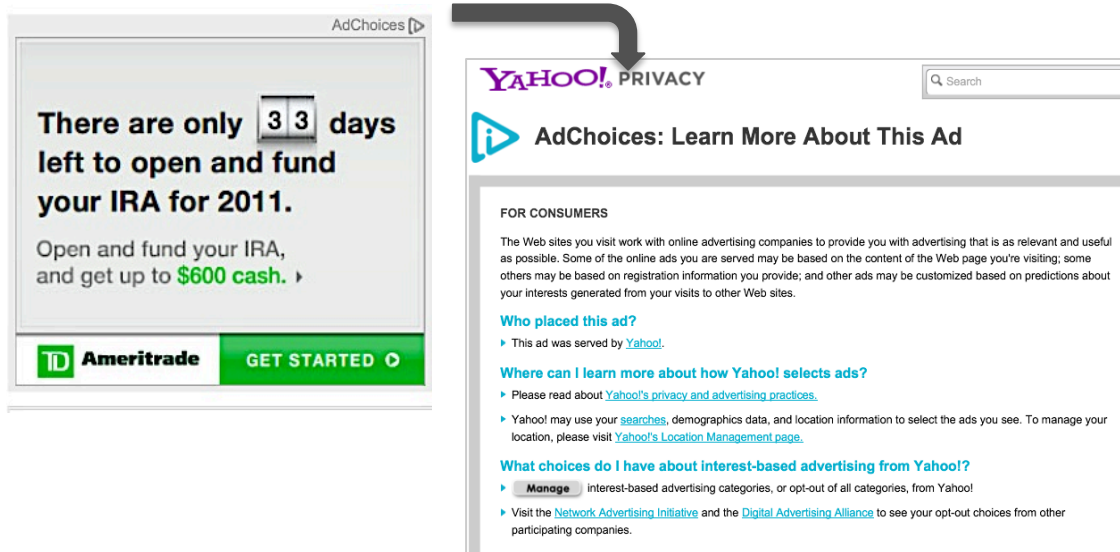 AdChoices
There are only 33 days
left to open and fund
your IRA for 2011.
Open and fund your IRA,
and get up to $600 cash.
TD Ameritrade
GET STARTED
YAHOO!® PRIVACY
Search
AdChoices: Learn More About This Ad
FOR CONSUMERS
The Web sites you visit work with online advertising companies to provide you with advertising that is as relevant and useful
as possible. Some of the online ads you are served may be based on the content of the Web page you're visiting; some
others may be based on registration information you provide; and other ads may be customized based on predictions about
your interests generated from your visits to other Web sites.
Who placed this ad?
This ad was served by Yahoo!.
Where can I learn more about how Yahoo! selects ads?
Please read about Yahoo!'s privacy and advertising practices.
Yahoo! may use your searches, demographics data, and location information to select the ads you see. To manage your
location, please visit Yahoo!'s Location Management page.
What choices do I have about interest-based advertising from Yahoo!?
Manage interest-based advertising categories, or opt-out of all categories, from Yahoo!
Visit the Network Advertising Initiative and the Digital Advertising Alliance to see your opt-out choices from other
participating companies.